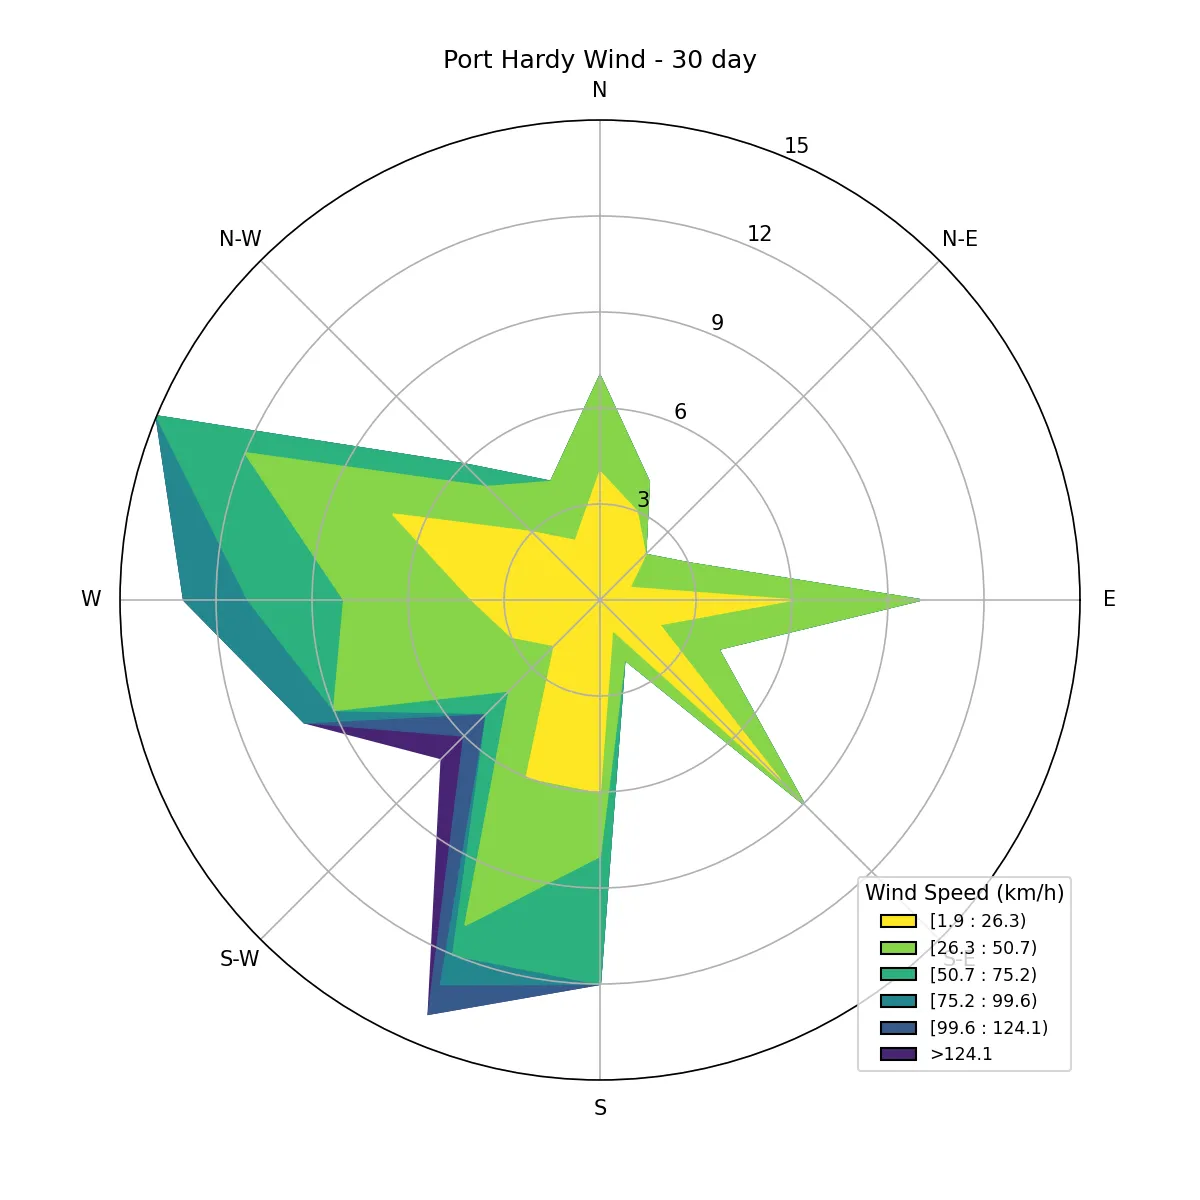 Port Hardy Wind - 30 day
N
15
N-W
12
N-E
9
6
3
W
E
S-W
S-E
S
Wind Speed (km/h)
[1.9 : 26.3)
[26.3 : 50.7)
[50.7 : 75.2)
[75.2 : 99.6)
[99.6 : 124.1)
>124.1